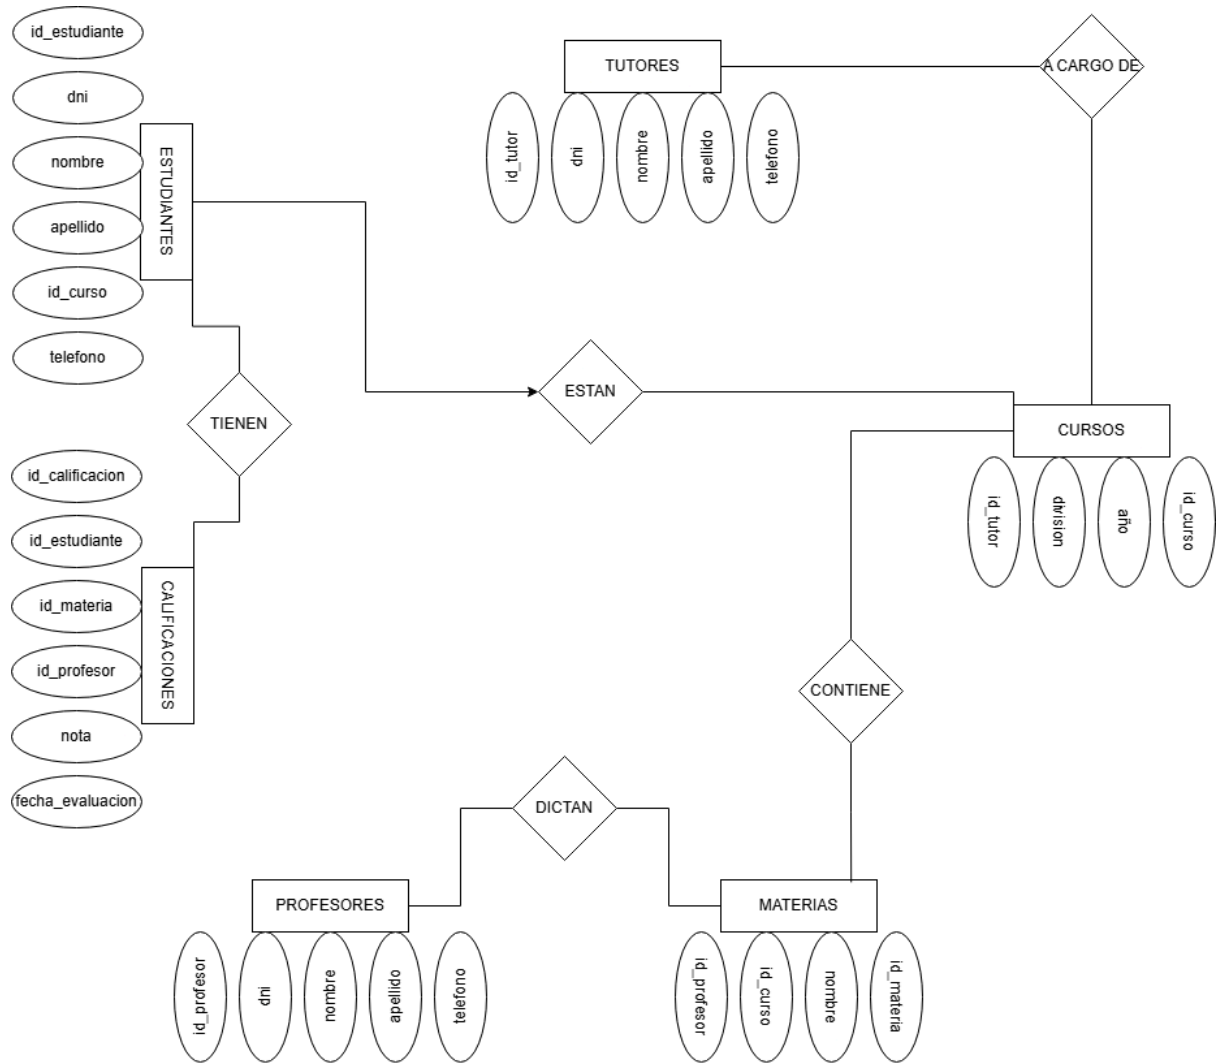 id_estudiante
dni
nombre
apellido
id_curso
telefono
ESTUDIANTES
TUTORES
id_tutor
dni
nombre
apellido
telefono
A CARGO DE
TIENEN
ESTAN
CURSOS
id_tutor
division
año
id_curso
id_calificacion
id_estudiante
id_materia
id_profesor
nota
fecha_evaluacion
CALIFICACIONES
CONTIENE
DICTAN
PROFESORES
id_profesor
dni
nombre
apellido
telefono
MATERIAS
id_profesor
id_curso
nombre
id_materia